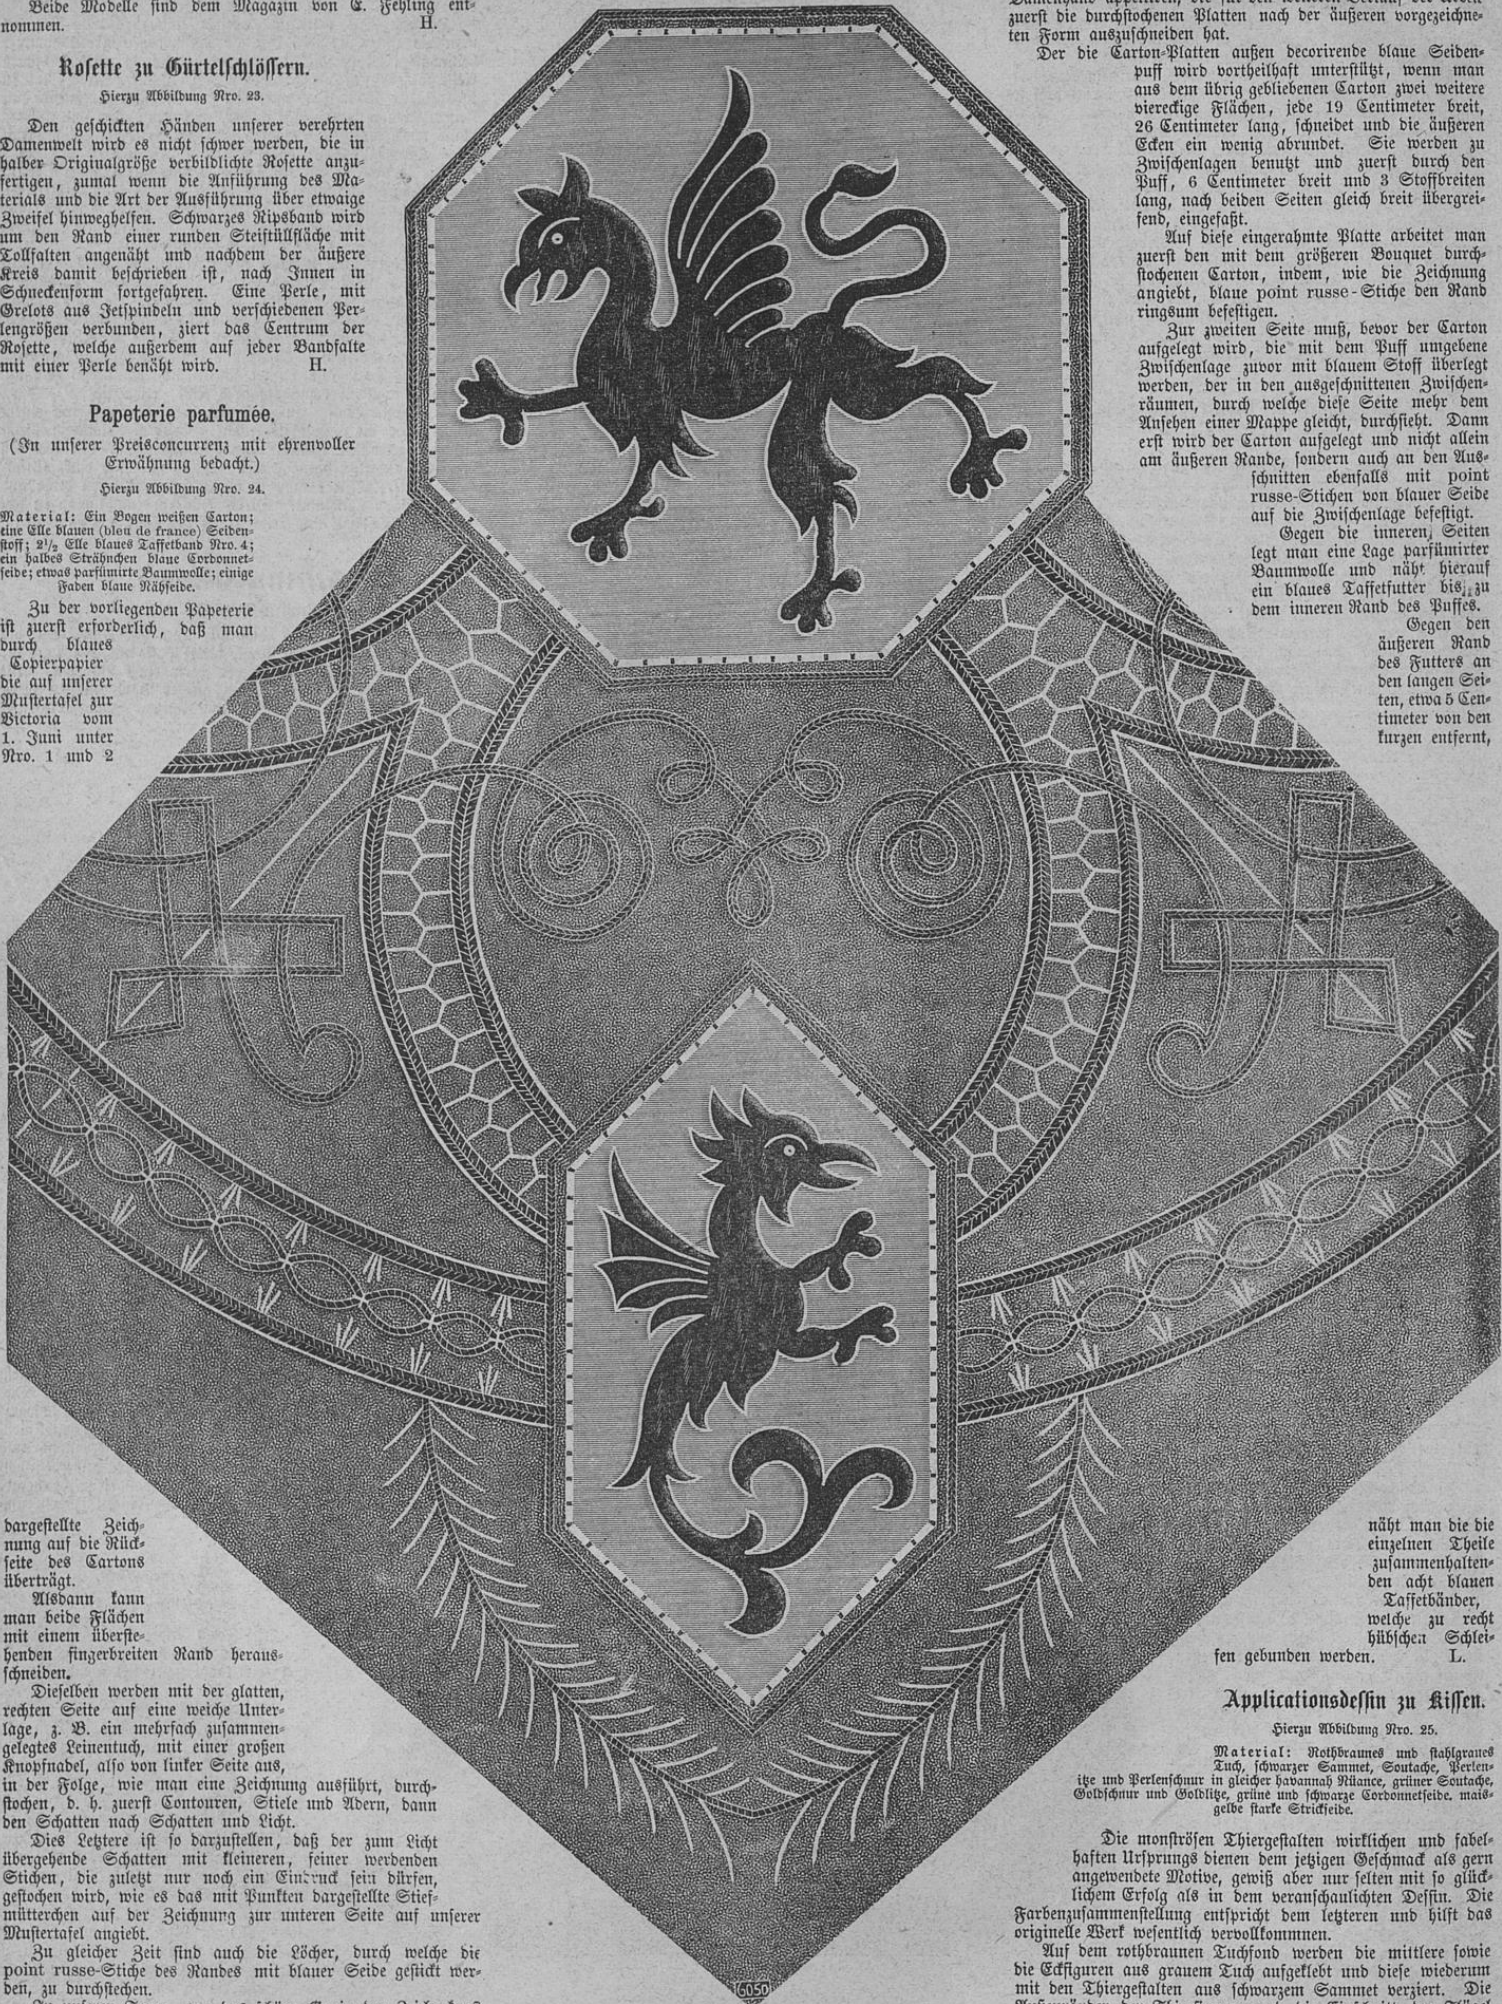 Beide Modelle sind dem Magazin von E. Fehling ent-
nommen. H.
Rosette zu Gürtelschlössern.
Hierzu Abbildung Nro. 23.
Den geschickten Händen unserer verehrten
Damenwelt wird es nicht schwer werden, die in
halber Originalgröße verbildlichte Rosette anzu-
fertigen, zumal wenn die Anführung des Ma-
terials und die Art der Ausführung über etwaige
Zweifel hinweghelfen. Schwarzes Ripsband wird
um den Rand einer runden Steiftüllfläche mit
Tollfalten angenäht und nachdem der äußere
Kreis damit beschrieben ist, nach Innen in
Schneckenform fortgefahren. Eine Perle, mit
Grelots aus Jetspindeln und verschiedenen Per-
lengrößen verbunden, ziert das Centrum der
Rosette, welche außerdem auf jeder Bandfalte
mit einer Perle benäht wird. H.
Papeterie parfumée.
(In unserer Preisconcurrenz mit ehrenvoller
Erwähnung bedacht.)
Hierzu Abbildung Nro. 24.
Material: Ein Bogen weißen Carton;
eine Elle blauen (bleu de france) Seiden-
stoff; 2½ Elle blaues Taffetband Nro. 4;
ein halbes Strähnchen blaue Cordonnet-
seide; etwas parfümirte Baumwolle; einige
Faden blaue Nähseide.
Zu der vorliegenden Papeterie
ist zuerst erforderlich, daß man
durch blaues
Copierpapier
die auf unserer
Mustertafel zur
Victoria vom
1. Juni unter
Nro. 1 und 2
dargestellte Zeich-
nung auf die Rück-
seite des Cartons
überträgt.
Alsdann kann
man beide Flächen
mit einem überste-
henden fingerbreiten Rand heraus-
schneiden.
Dieselben werden mit der glatten,
rechten Seite auf eine weiche Unter-
lage, z. B. ein mehrfach zusammen-
gelegtes Leinentuch, mit einer großen
Knopfnadel, also von linker Seite aus,
in der Folge, wie man eine Zeichnung ausführt, durch-
stochen, d. h. zuerst Contouren, Stiele und Adern, dann
den Schatten nach Schatten und Licht.
Dies Letztere ist so darzustellen, daß der zum Licht
übergehende Schatten mit kleineren, feiner werdenden
Stichen, die zuletzt nur noch ein Eindruck sein dürfen,
gestochen wird, wie es das mit Punkten dargestellte Stief-
mütterchen auf der Zeichnung zur unteren Seite auf unserer
Mustertafel angiebt.
Zu gleicher Zeit sind auch die Löcher, durch welche die
point russe-Stiche des Randes mit blauer Seide gestickt wer-
den, zu durchstechen.
zuerst die durchstochenen Platten nach der äußeren vorgezeichne-
ten Form auszuschneiden hat.
Der die Carton-Platten außen decorirende blaue Seiden-
puff wird vortheilhaft unterstützt, wenn man
aus dem übrig gebliebenen Carton zwei weitere
viereckige Flächen, jede 19 Centimeter breit,
26 Centimeter lang, schneidet und die äußeren
Ecken ein wenig abrundet. Sie werden zu
Zwischenlagen benutzt und zuerst durch den
Puff, 6 Centimeter breit und 3 Stoffbreiten
lang, nach beiden Seiten gleich breit übergrei-
fend, eingefaßt.
Auf diese eingerahmte Platte arbeitet man
zuerst den mit dem größeren Bouquet durch-
stochenen Carton, indem, wie die Zeichnung
angiebt, blaue point russe-Stiche den Rand
ringsum befestigen.
Zur zweiten Seite muß, bevor der Carton
aufgelegt wird, die mit dem Puff umgebene
Zwischenlage zuvor mit blauem Stoff überlegt
werden, der in den ausgeschnittenen Zwischen-
räumen, durch welche diese Seite mehr dem
Ansehen einer Mappe gleicht, durchsieht. Dann
erst wird der Carton aufgelegt und nicht allein
am äußeren Rande, sondern auch an den Aus-
schnitten ebenfalls mit point
russe-Stichen von blauer Seide
auf die Zwischenlage befestigt.
Gegen die inneren Seiten
legt man eine Lage parfümirter
Baumwolle und näht hierauf
ein blaues Taffetfutter bis zu
dem inneren Rand des Puffes.
Gegen den
äußeren Rand
des Futters an
den langen Sei-
ten, etwa 5 Cen-
timeter von den
kurzen entfernt,
näht man die die
einzelnen Theile
zusammenhalten-
den acht blauen
Taffetbänder,
welche zu recht
hübschen Schlei-
fen gebunden werden. L.
Applicationsdessin zu Kissen.
Hierzu Abbildung Nro. 25.
Material: Rothbraunes und stahlgraues
Tuch, schwarzer Sammet, Soutache, Perlen-
itze und Perlenschnur in gleicher havannah Nüance, grüner Soutache,
Goldschnur und Goldlitze, grüne und schwarze Cordonnetseide, mais-
gelbe starke Strickseide.
Die monströsen Thiergestalten wirklichen und fabel-
haften Ursprungs dienen dem jetzigen Geschmack als gern
angewendete Motive, gewiß aber nur selten mit so glück-
lichem Erfolg als in dem veranschaulichten Dessin. Die
Farbenzusammenstellung entspricht dem letzteren und hilft das
originelle Werk wesentlich vervollkommnen.
Auf dem rothbraunen Tuchfond werden die mittlere sowie
die Eckfiguren aus grauem Tuch aufgeklebt und diese wiederum
mit den Thiergestalten aus schwarzem Sammet verziert. Die
6050